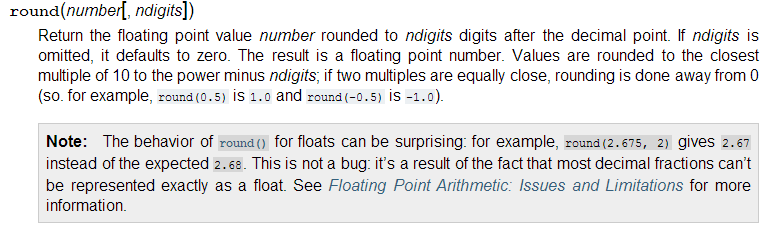 round(number[, ndigits])
Return the floating point value number rounded to ndigits digits after the decimal point. If ndigits is
omitted, it defaults to zero. The result is a floating point number. Values are rounded to the closest
multiple of 10 to the power minus ndigits; if two multiples are equally close, rounding is done away from 0
(so. for example, round(0.5) is 1.0 and round(-0.5) is -1.0).
Note: The behavior of round() for floats can be surprising: for example, round(2.675, 2) gives 2.67
instead of the expected 2.68. This is not a bug: it's a result of the fact that most decimal fractions can't
be represented exactly as a float. See Floating Point Arithmetic: Issues and Limitations for more
information.